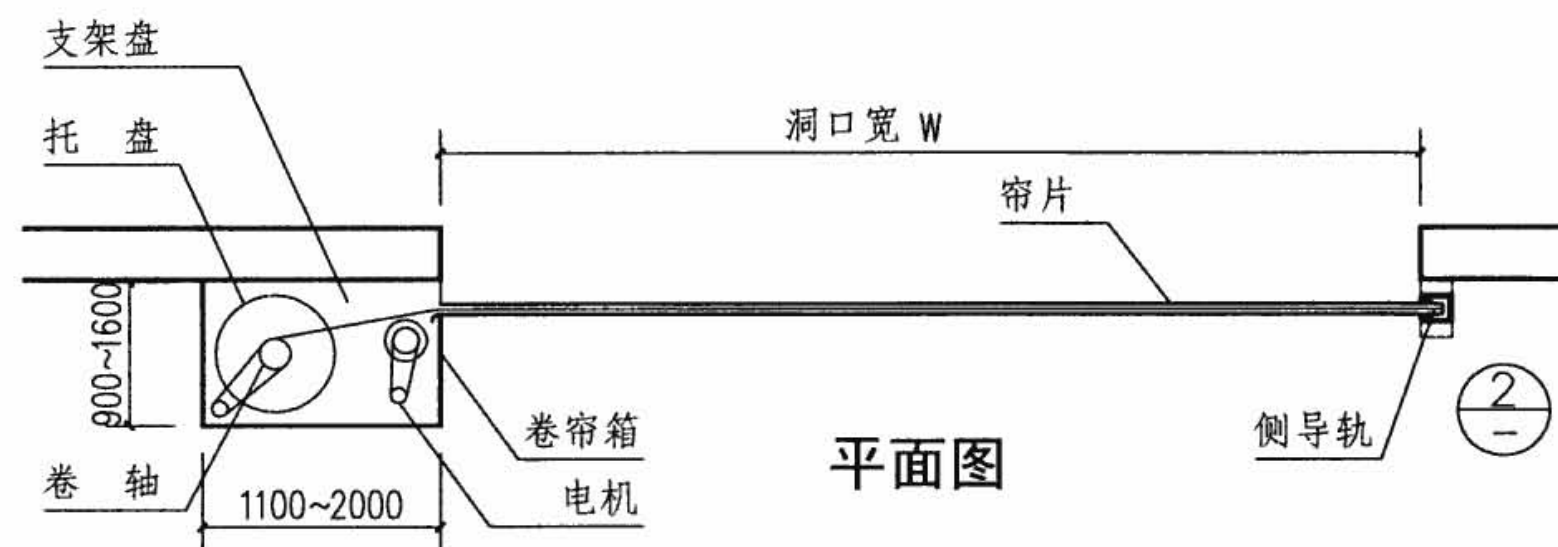 支架盘
托 盘
洞口宽 W
帘片
900~1600
卷帘箱
侧导轨
2
-
平面图
卷 轴
1100~2000
电机